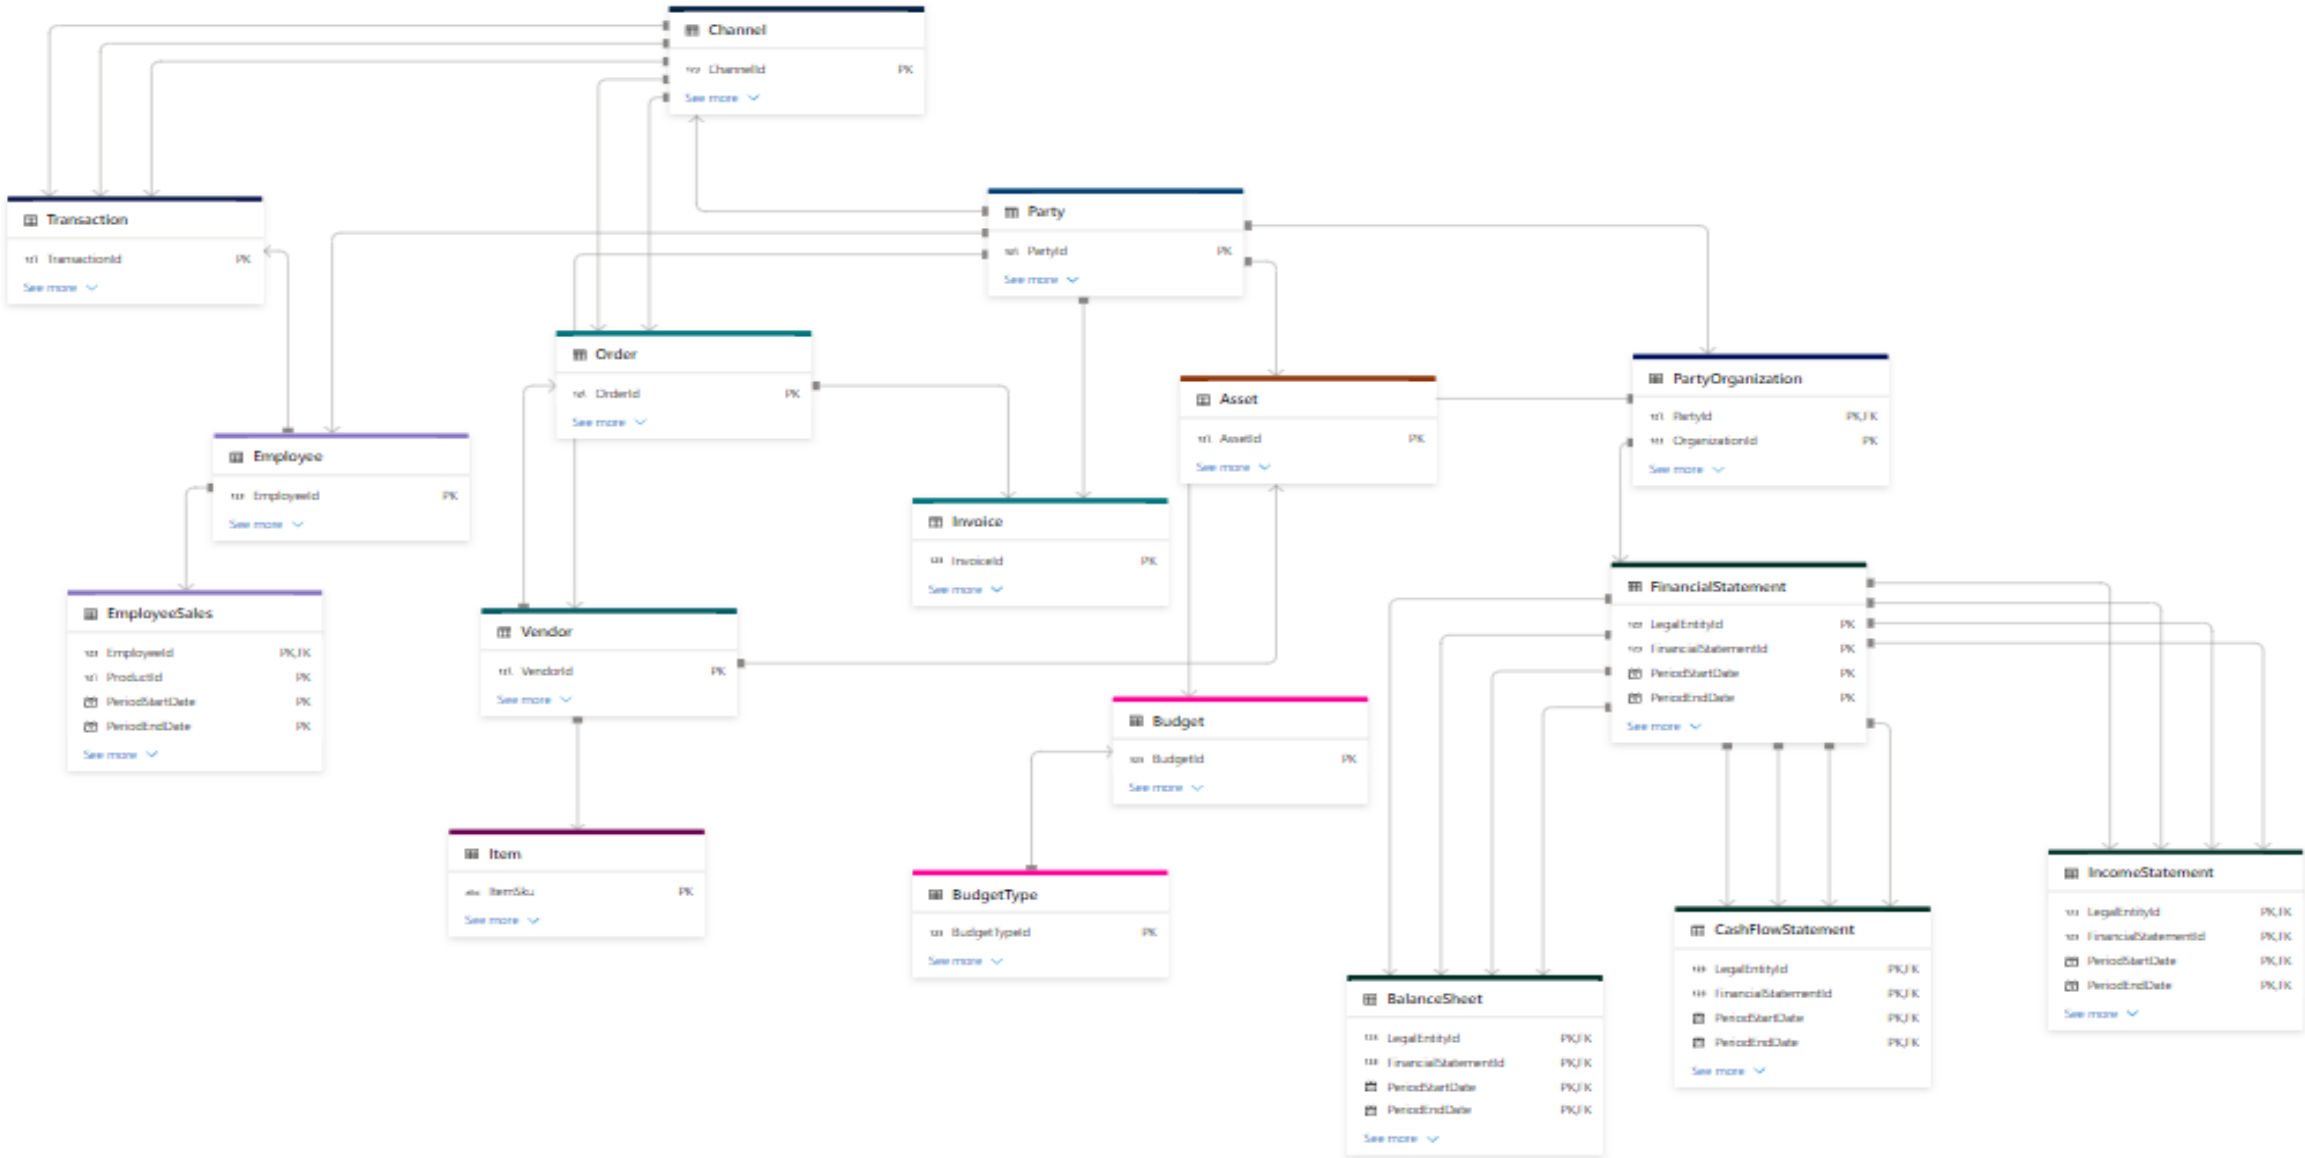 Channel
ChannelId PK
See more
Transaction
TransactionId PK
See more
Party
PartyId PK
See more
Order
OrderId PK
See more
Asset
AssetId PK
See more
PartyOrganization
PartyId PK,FK
OrganizationId PK
See more
Employee
EmployeeId PK
See more
Invoice
InvoiceId PK
See more
EmployeeSales
EmployeeId PK,FK
ProductId PK
PeriodStartDate PK
PeriodEndDate PK
See more
Vendor
VendorId PK
See more
FinancialStatement
LegalEntityId PK
FinancialStatementId PK
PeriodStartDate PK
PeriodEndDate PK
See more
Budget
BudgetId PK
See more
Item
ItemSku PK
See more
BudgetType
BudgetTypeId PK
See more
IncomeStatement
LegalEntityId PK,FK
FinancialStatementId PK,FK
PeriodStartDate PK,FK
PeriodEndDate PK,FK
See more
CashFlowStatement
LegalEntityId PK,FK
FinancialStatementId PK,FK
PeriodStartDate PK,FK
PeriodEndDate PK,FK
See more
BalanceSheet
LegalEntityId PK,FK
FinancialStatementId PK,FK
PeriodStartDate PK,FK
PeriodEndDate PK,FK
See more